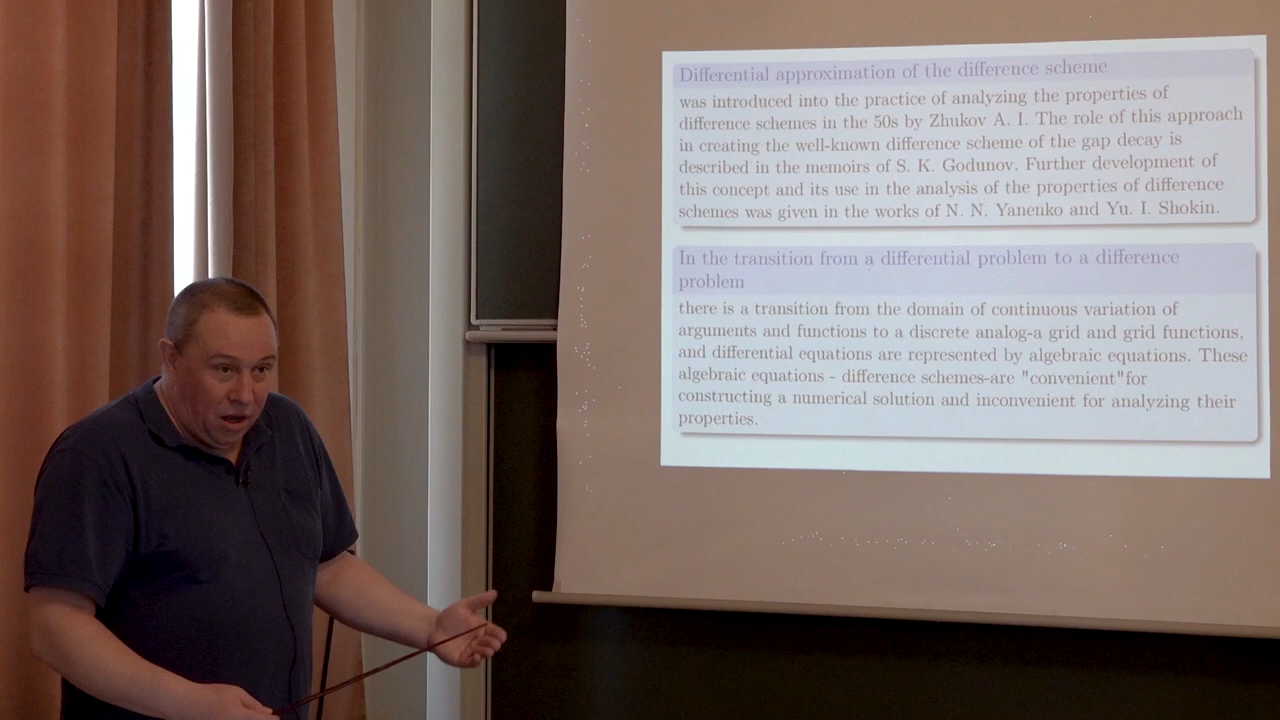 Differential approximation of the difference scheme
was introduced into the practice of analyzing the properties of
difference schemes in the 50s by Zhukov A. I. The role of this approach
in creating the well-known difference scheme of the gap decay is
described in the memoirs of S. K. Godunov. Further development of
this concept and its use in the analysis of the properties of difference
schemes was given in the works of N. N. Yanenko and Yu. I. Shokin.
In the transition from a differential problem to a difference
problem
there is a transition from the domain of continuous variation of
arguments and functions to a discrete analog-a grid and grid functions,
and differential equations are represented by algebraic equations. These
algebraic equations - difference schemes-are "convenient"for
constructing a numerical solution and inconvenient for analyzing their
properties.